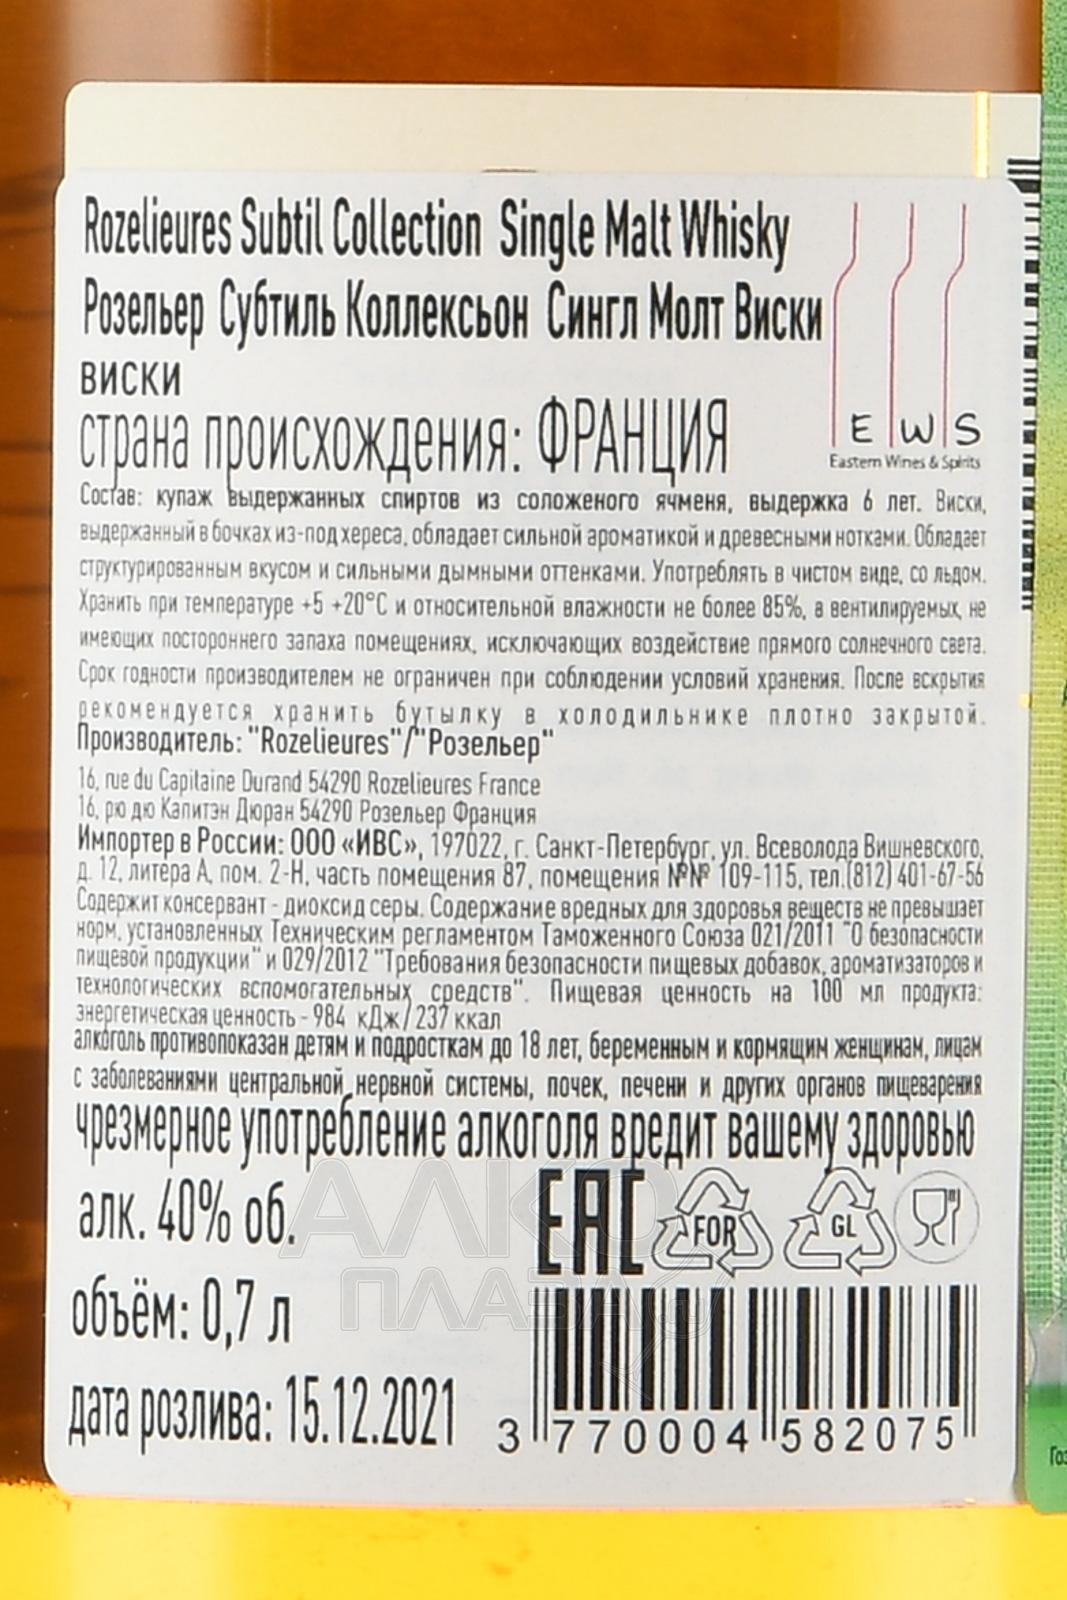 Rozelieures Subtil Collection Single Malt Whisky
Розельер Субтиль Коллексьон Сингл Молт Виски
виски
страна происхождения: ФРАНЦИЯ
E W S
Eastern Wines & Spirits
Состав: купаж выдержанных спиртов из соложеного ячменя, выдержка 6 лет. Виски,
выдержанный в бочках из-под хереса, обладает сильной ароматикой и древесными нотками. Обладает
структурированным вкусом и сильными дымными оттенками. Употреблять в чистом виде, со льдом.
Хранить при температуре +5 +20°С и относительной влажности не более 85%, в вентилируемых, не
имеющих постороннего запаха помещениях, исключающих воздействие прямого солнечного света.
Срок годности производителем не ограничен при соблюдении условий хранения. После вскрытия
рекомендуется хранить бутылку в холодильнике плотно закрытой.
Производитель: "Rozelieures"/"Розельер"
16, rue du Capitaine Durand 54290 Rozelieures France
16, рю дю Капитэн Дюран 54290 Розельер Франция
Импортер в России: ООО «ИВС», 197022, г. Санкт-Петербург, ул. Всеволода Вишневского,
д. 12, литера А, пом. 2-Н, часть помещения 87, помещения №№ 109-115, тел.(812) 401-67-56
Содержит консервант - диоксид серы. Содержание вредных для здоровья веществ не превышает
норм, установленных Техническим регламентом Таможенного Союза 021/2011 "О безопасности
пищевой продукции" и 029/2012 "Требования безопасности пищевых добавок, ароматизаторов и
технологических вспомогательных средств". Пищевая ценность на 100 мл продукта:
энергетическая ценность - 984 кДж/ 237 ккал
алкоголь противопоказан детям и подросткам до 18 лет, беременным и кормящим женщинам, лицам
с заболеваниями центральной нервной системы, почек, печени и других органов пищеварения
чрезмерное употребление алкоголя вредит вашему здоровью
алк. 40% об.
EAC
FOR
GL
АЛКО
ПЛАЗА
объём: 0,7 л
дата розлива: 15.12.2021
3 770004 582075